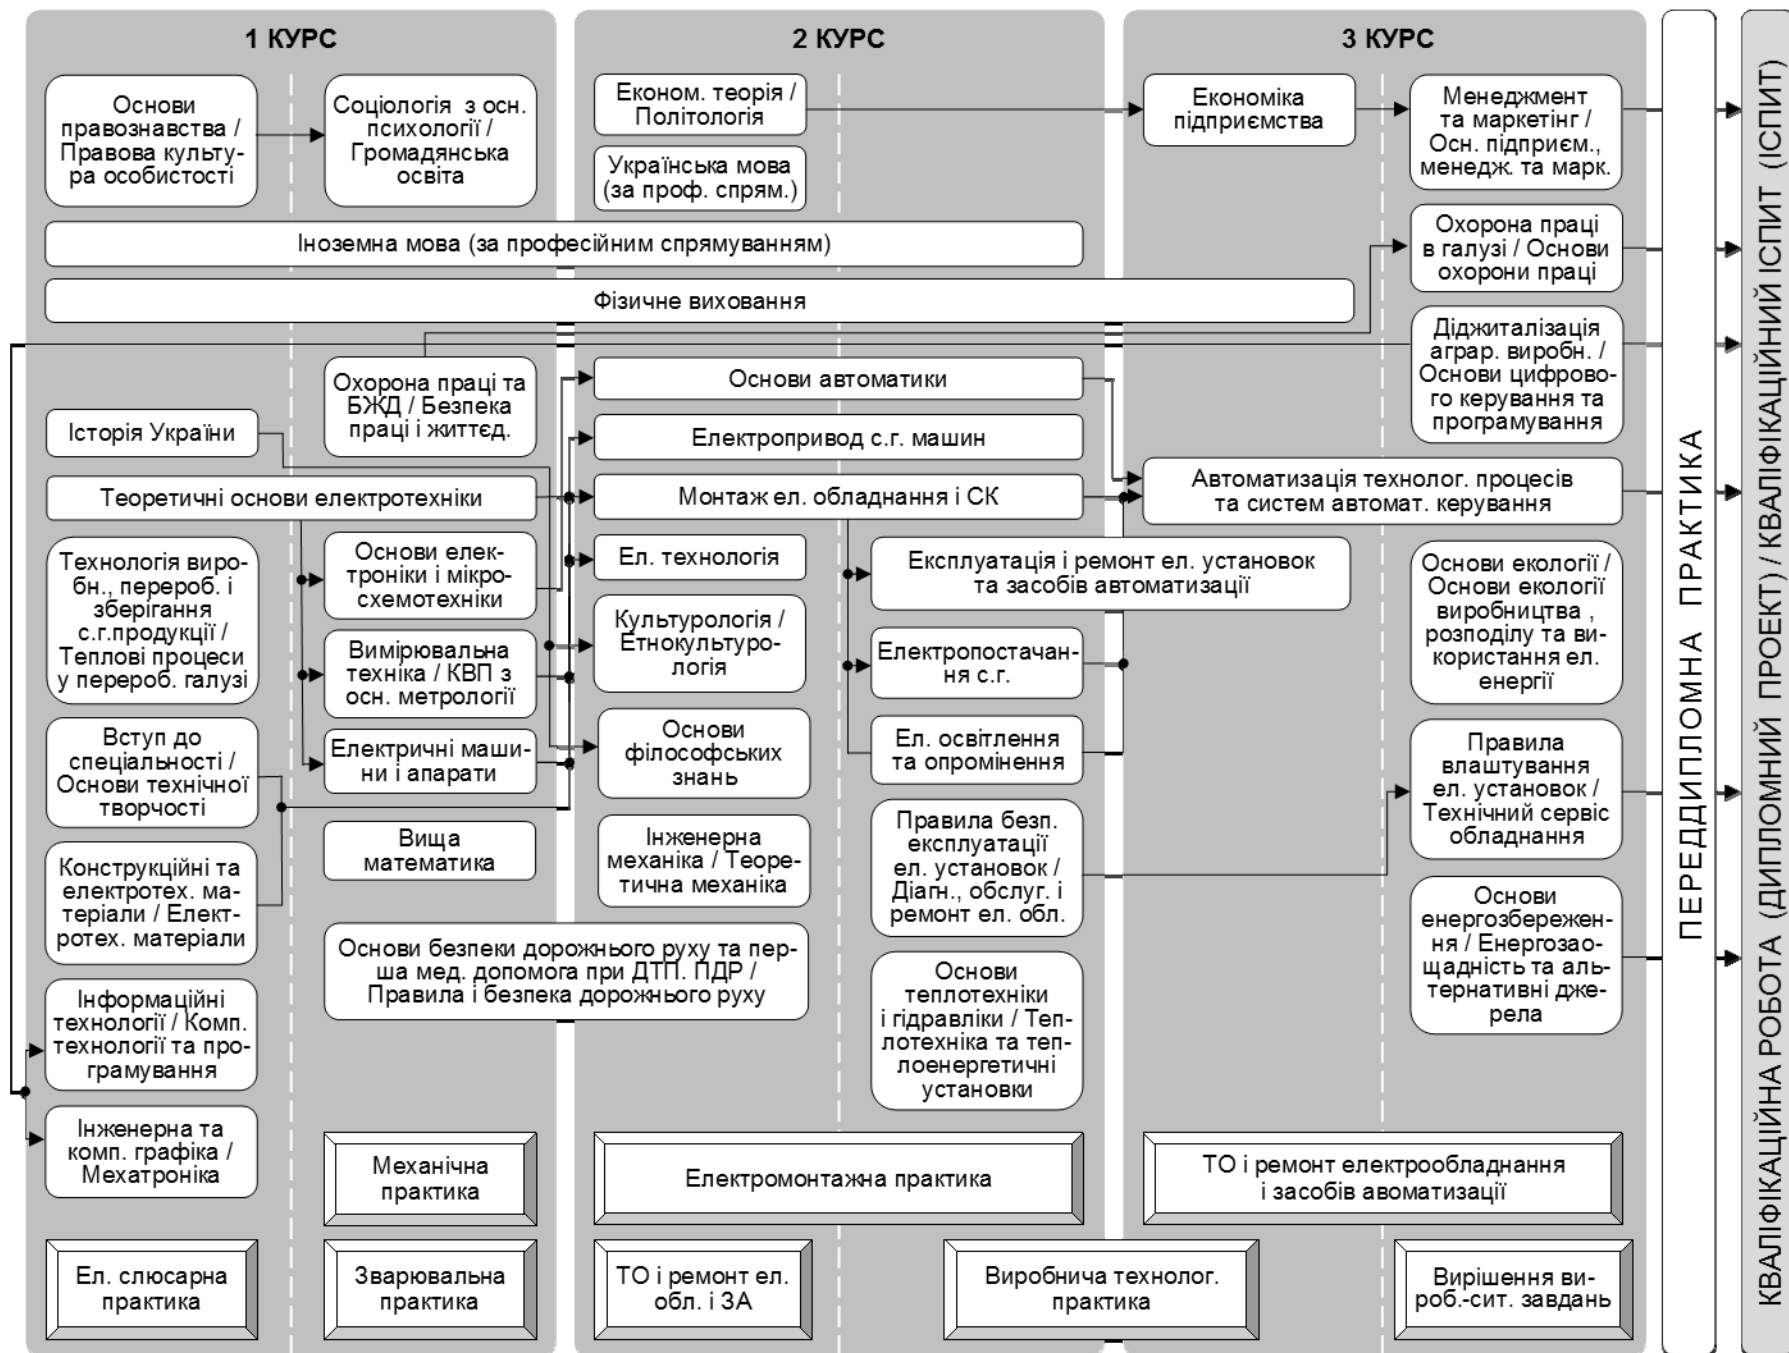 1 КУРС
2 КУРС
3 КУРС
Основи
правознавства /
Правова культу-
ра особистості
Соціологія з осн.
психології /
Громадянська
освіта
Економ. теорія /
Політологія
Економіка
підприємства
Менеджмент
та маркетінг /
Осн. підприєм.,
менедж. та марк.
Українська мова
(за проф. спрям.)
Іноземна мова (за професійним спрямуванням)
Охорона праці
в галузі / Основи
охорони праці
Фізичне виховання
Діджиталізація
аграр. виробн. /
Основи цифрово-
го керування та
програмування
Охорона праці та
БЖД / Безпека
праці і життєд.
Основи автоматики
Історія України
Електропривод с.г. машин
Теоретичні основи електротехніки
Монтаж ел. обладнання і СК
Автоматизація технолог. процесів
та систем автомат. керування
Технологія виро-
бн., перероб. і
зберігання
с.г.продукції /
Теплові процеси
у перероб. галузі
Основи елек-
троніки і мікро-
схемотехніки
Ел. технологія
Експлуатація і ремонт ел. установок
та засобів автоматизації
Основи екології /
Основи екології
виробництва ,
розподілу та ви-
користання ел.
енергії
Вимірювальна
техніка / КВП з
осн. метрології
Культурологія /
Етнокультуро-
логія
Електропостачан-
ня с.г.
Вступ до
спеціальності /
Основи технічної
творчості
Електричні маши-
ни і апарати
Основи
філософських
знань
Ел. освітлення
та опромінення
Правила
влаштування
ел. установок /
Технічний сервіс
обладнання
Вища
математика
Інженерна
механіка / Теоре-
тична механіка
Правила безп.
експлуатації
ел. установок /
Діагн., обслуг. і
ремонт ел. обл.
Конструкційні та
електротех. ма-
теріали / Елект-
ротех. матеріали
Основи
енергозбережен-
ня / Енергозао-
щадність та аль-
тернативні дже-
рела
Основи безпеки дорожнього руху та пер-
ша мед. допомога при ДТП. ПДР /
Правила і безпека дорожнього руху
Основи
теплотехніки
і гідравліки / Теп-
лотехніка та теп-
лоенергетичні
установки
Інформаційні
технології / Комп.
технології та про-
грамування
Інженерна та
комп. графіка /
Мехатроніка
Механічна
практика
Електромонтажна практика
ТО і ремонт електрообладнання
і засобів авоматизації
Ел. слюсарна
практика
Зварювальна
практика
ТО і ремонт ел.
обл. і ЗА
Виробнича технолог.
практика
Вирішення ви-
роб.-сит. завдань
ПЕРЕДДИПЛОМНА ПРАКТИКА
КВАЛІФІКАЦІЙНА РОБОТА (ДИПЛОМНИЙ ПРОЕКТ) / КВАЛІФІКАЦІЙНИЙ ІСПИТ (ІСПИТ)